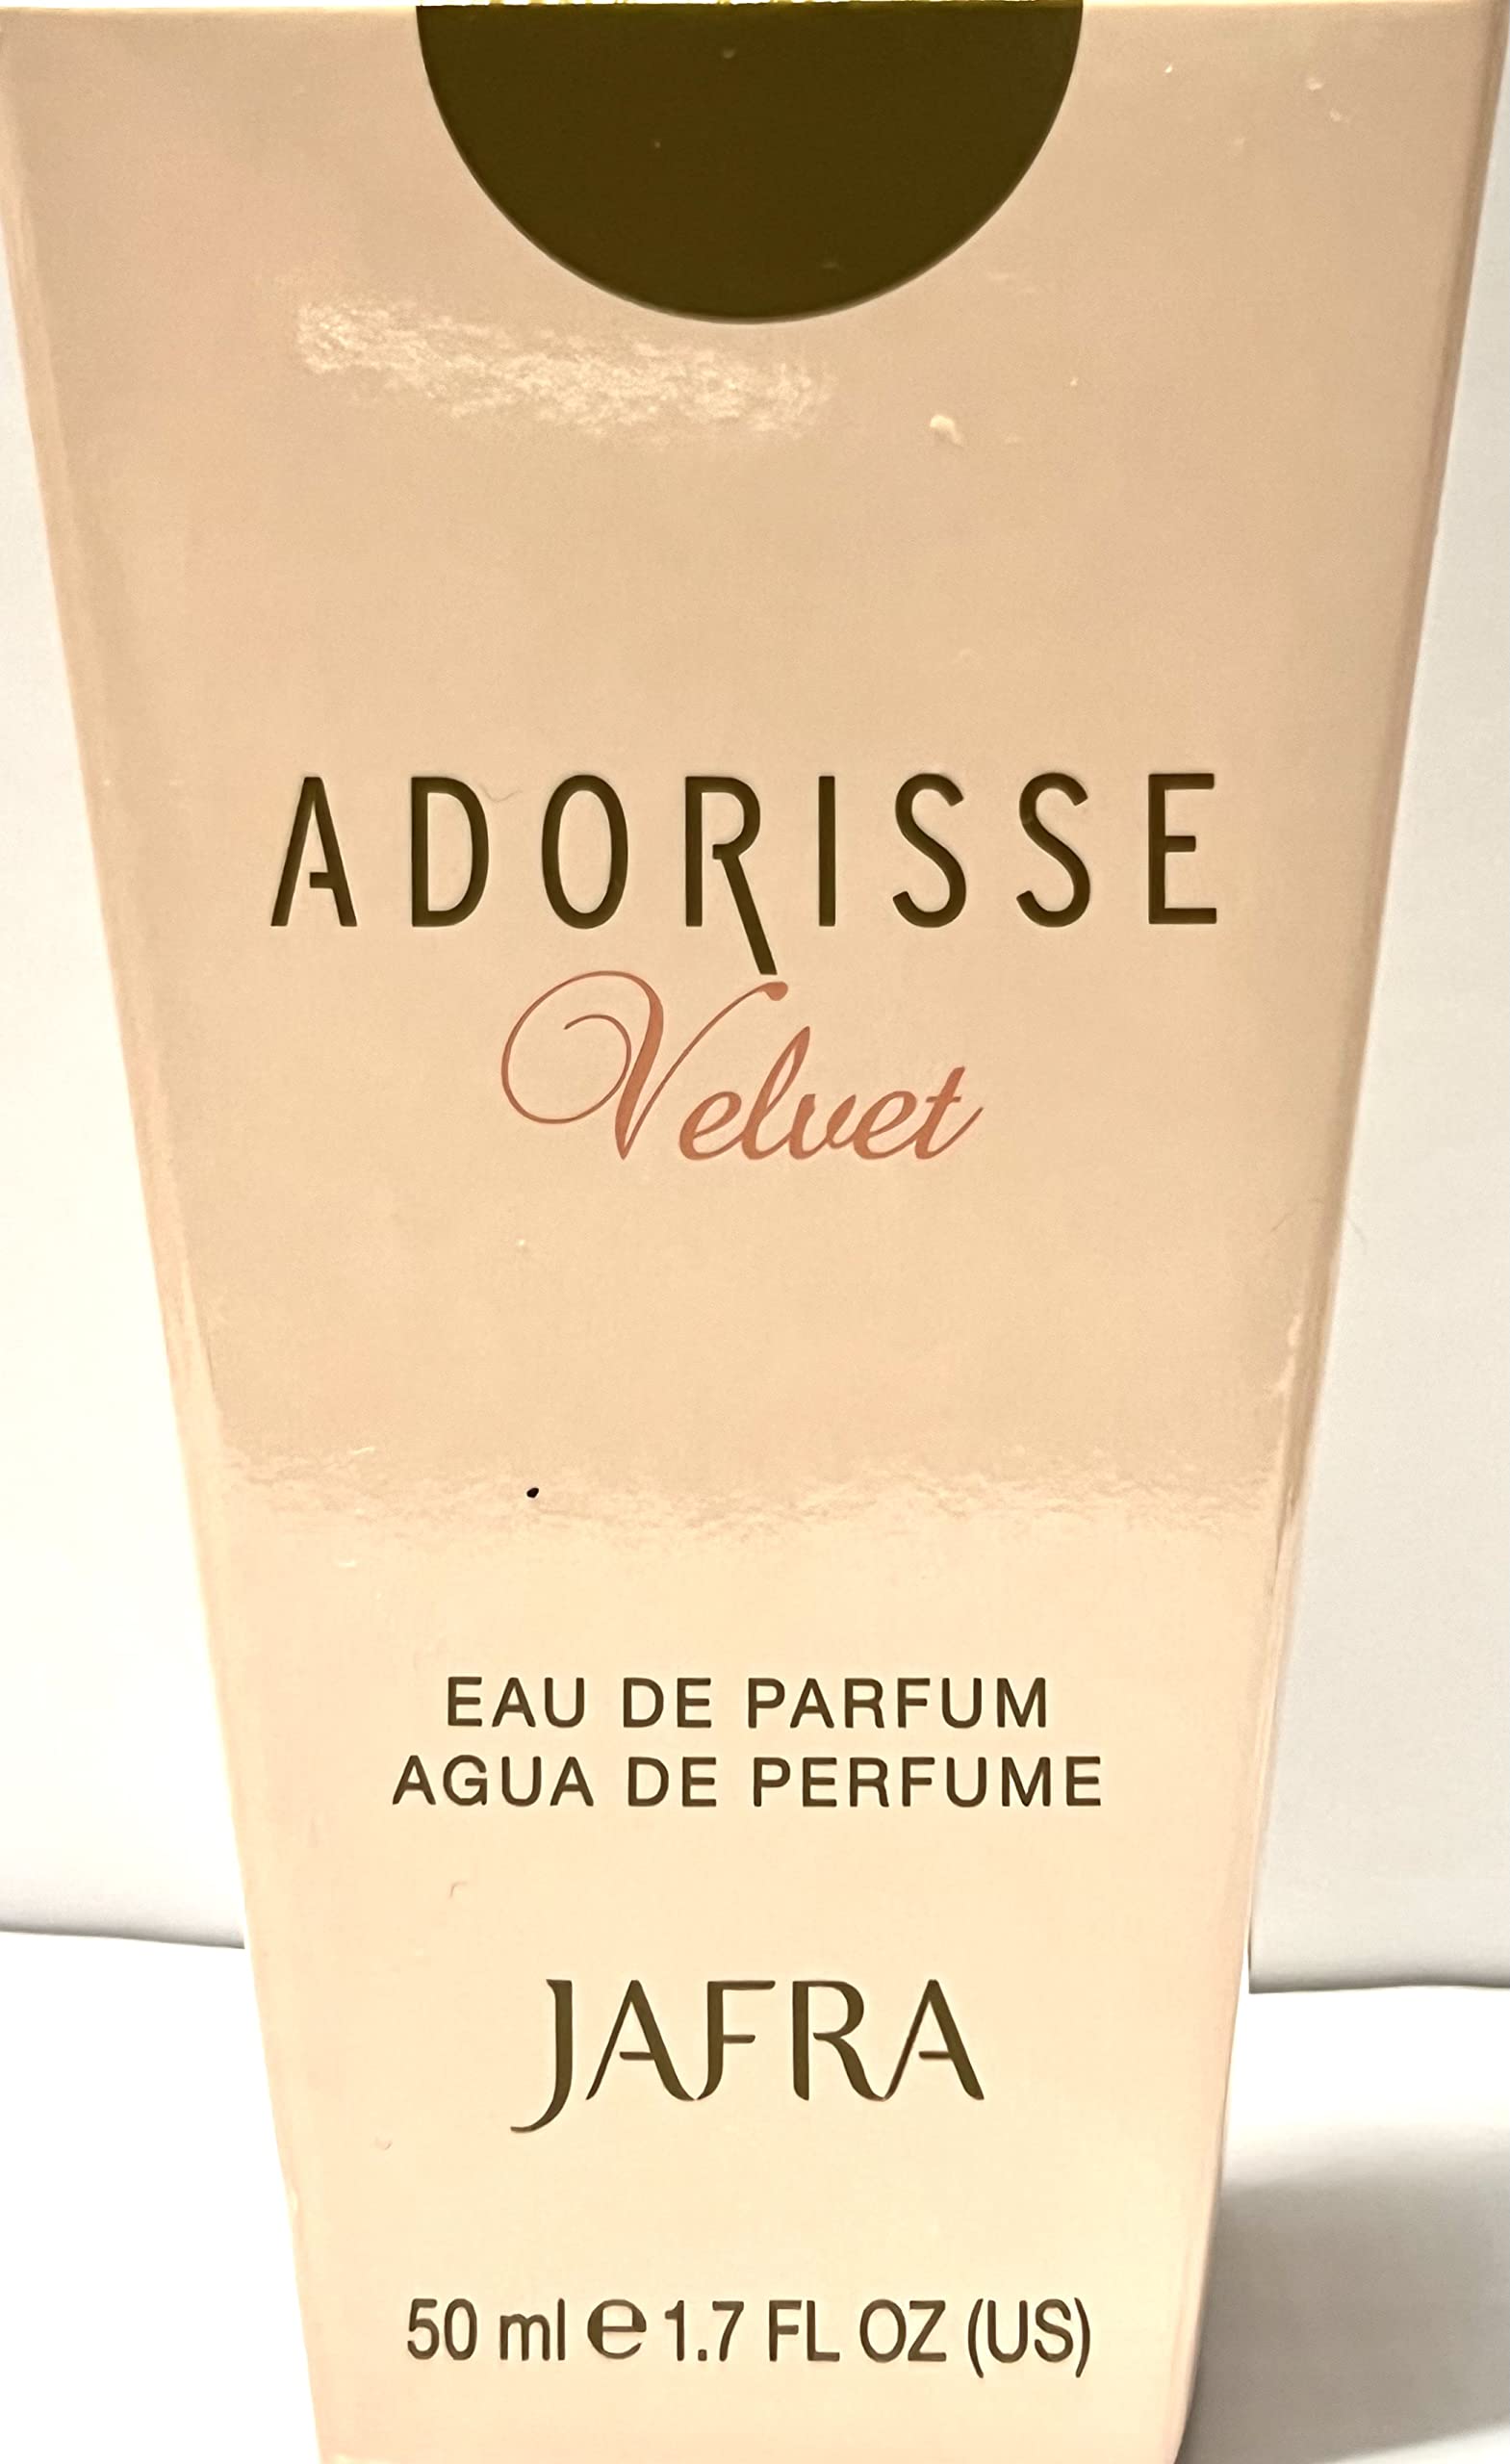 ADORISSE
Velvet
EAU DE PARFUM
AGUA DE PERFUME
JAFRA
50 ml ℮ 1.7 FL OZ (US)